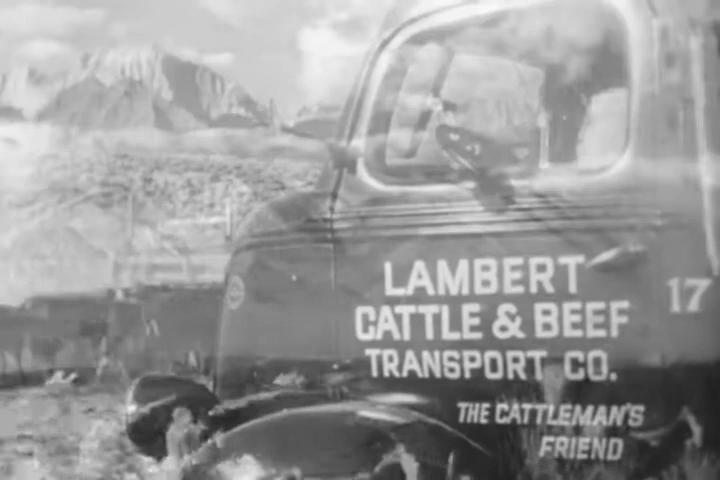 LAMBERT
CATTLE & BEEF
TRANSPORT CO.
17
THE CATTLEMAN'S
FRIEND